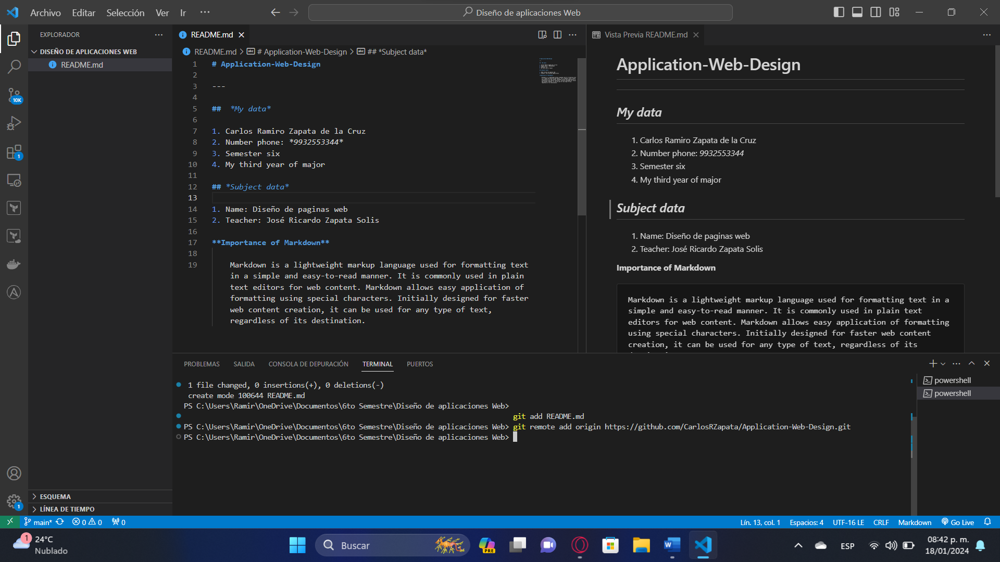 Archivo Editar Selección Ver Ir ··· Diseño de aplicaciones Web
EXPLORADOR ···
DISEÑO DE APLICACIONES WEB
README.md
10K
1
1
ESQUEMA
LÍNEA DE TIEMPO
README.md
README.md > # Application-Web-Design > ## *Subject data*
1 # Application-Web-Design
2
3 ---
4
5 ##  *My data*
6
7 1. Carlos Ramiro Zapata de la Cruz
8 2. Number phone: *9932553344*
9 3. Semester six
10 4. My third year of major
11
12 ## *Subject data*
13
14 1. Name: Diseño de paginas web
15 2. Teacher: José Ricardo Zapata Solis
16
17 **Importance of Markdown**
18
19 Markdown is a lightweight markup language used for formatting text
in a simple and easy-to-read manner. It is commonly used in plain
text editors for web content. Markdown allows easy application of
formatting using special characters. Initially designed for faster
web content creation, it can be used for any type of text,
regardless of its destination.
Vista Previa README.md
Application-Web-Design
My data
1. Carlos Ramiro Zapata de la Cruz
2. Number phone: 9932553344
3. Semester six
4. My third year of major
Subject data
1. Name: Diseño de paginas web
2. Teacher: José Ricardo Zapata Solis
Importance of Markdown
Markdown is a lightweight markup language used for formatting text in a
simple and easy-to-read manner. It is commonly used in plain text
editors for web content. Markdown allows easy application of formatting
using special characters. Initially designed for faster web content
creation, it can be used for any type of text, regardless of its
PROBLEMAS SALIDA CONSOLA DE DEPURACIÓN TERMINAL PUERTOS
1 file changed, 0 insertions(+), 0 deletions(-)
create mode 100644 README.md
PS C:\Users\Ramir\OneDrive\Documentos\6to Semestre\Diseño de aplicaciones Web>
git add README.md
PS C:\Users\Ramir\OneDrive\Documentos\6to Semestre\Diseño de aplicaciones Web> git remote add origin https://github.com/CarlosRZapata/Application-Web-Design.git
PS C:\Users\Ramir\OneDrive\Documentos\6to Semestre\Diseño de aplicaciones Web>
powershell
powershell
main* 0 0 0 Lín. 13, col. 1 Espacios: 4 UTF-16 LE CRLF Markdown Go Live
1 24°C
Nublado
Buscar
PRE
ESP
08:42 p. m.
18/01/2024